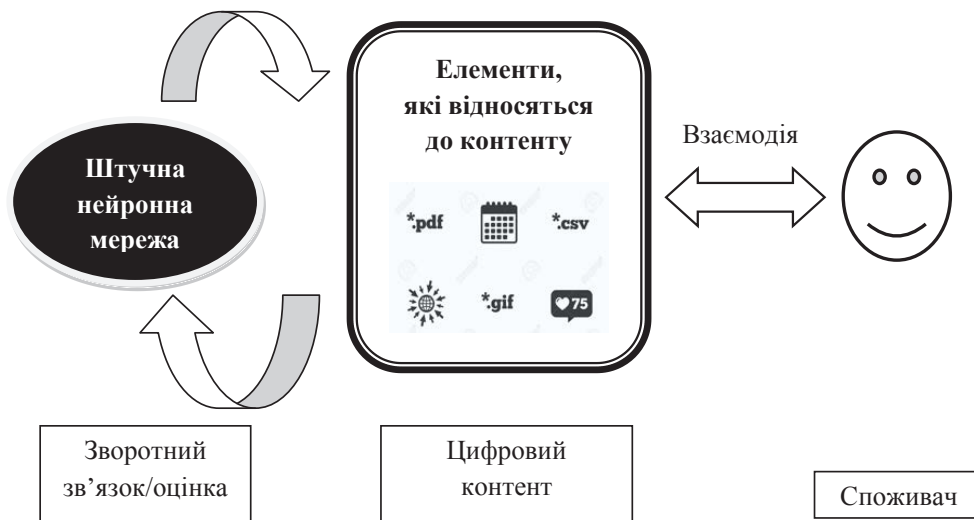 Елементи,
які відносяться
до контенту
Взаємодія
Штучна
нейронна
мережа
*.pdf
*.csv
*.gif
75
Зворотний
зв’язок/оцінка
Цифровий
контент
Споживач